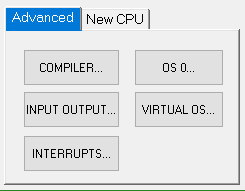 Advanced New CPU
COMPILER... OS 0...
INPUT OUTPUT... VIRTUAL OS...
INTERRUPTS...